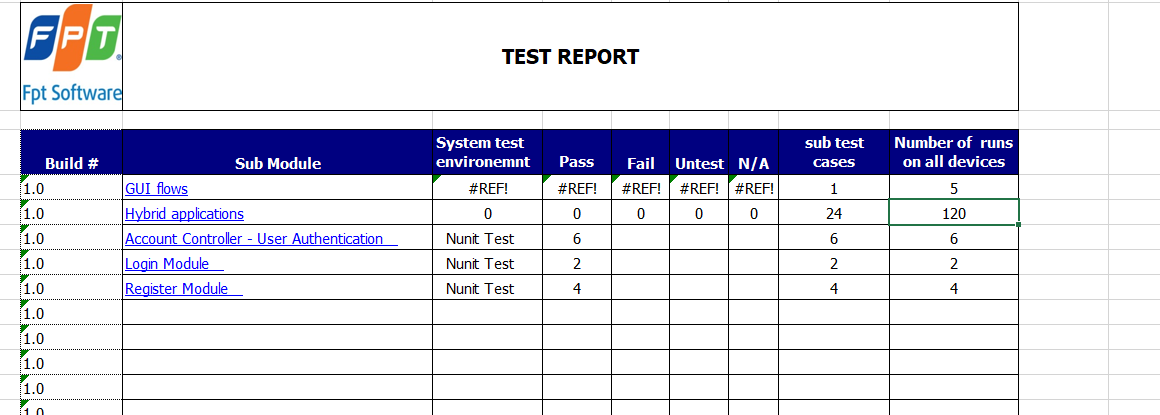 FPT
Fpt Software
TEST REPORT
Build # Sub Module System test environemnt Pass Fail Untest N/A sub test cases Number of runs on all devices
1.0 GUI flows #REF! #REF! #REF! #REF! #REF! 1 5
1.0 Hybrid applications 0 0 0 0 0 24 120
1.0 Account Controller - User Authentication Nunit Test 6 6 6
1.0 Login Module Nunit Test 2 2 2
1.0 Register Module Nunit Test 4 4 4
1.0
1.0
1.0
1.0
1.0